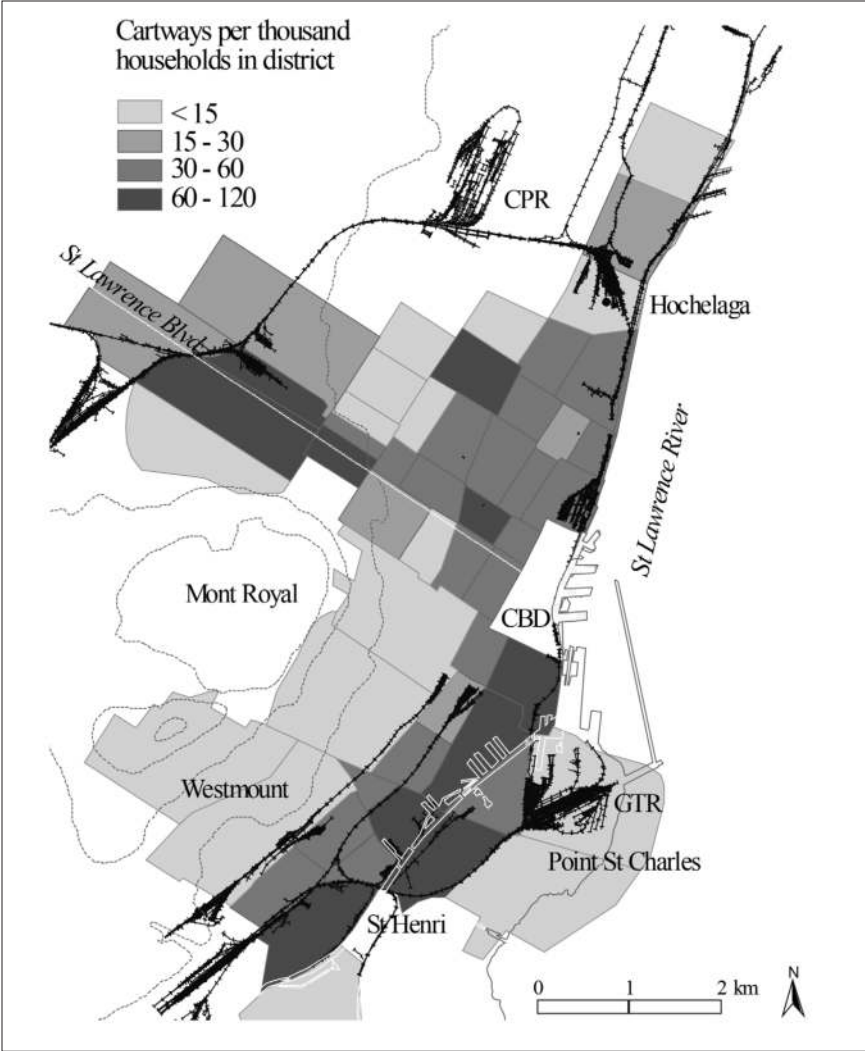 Cartways per thousand
households in district
< 15
15 - 30
30 - 60
60 - 120
CPR
St Lawrence Blvd
Hochelaga
St Lawrence River
Mont Royal
CBD
Westmount
GTR
Point St Charles
St Henri
0 1 2 km
N